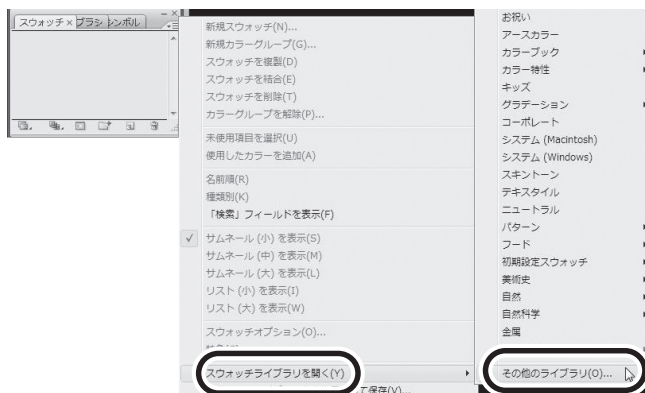 スウォッチ × ブラシ シンボル
新規スウォッチ(N)...
新規カラーグループ(G)...
スウォッチを複製(D)
スウォッチを結合(E)
スウォッチを削除(T)
カラーグループを解除(P)...
未使用項目を選択(U)
使用したカラーを追加(A)
名前順(R)
種類別(K)
「検索」フィールドを表示(F)
✓ サムネール (小) を表示(S)
サムネール (中) を表示(M)
サムネール (大) を表示(L)
リスト (小) を表示(I)
リスト (大) を表示(W)
スウォッチオプション(O)...
スウォッチライブラリを開く(Y)
て保存(V)...
お祝い
アースカラー
カラーブック
カラー特性
キッズ
グラデーション
コーポレート
システム (Macintosh)
システム (Windows)
スキントーン
テキスタイル
ニュートラル
パターン
フード
初期設定スウォッチ
美術史
自然
自然科学
金属
その他のライブラリ(O)...